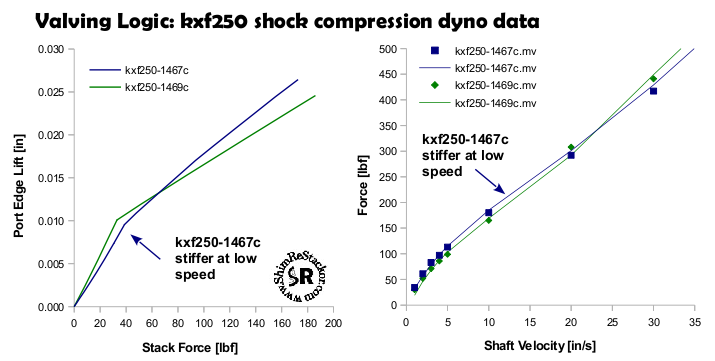 Valving Logic: kxf250 shock compression dyno data
0.030
0.025
0.020
0.015
0.010
0.005
0.000
Port Edge Lift [in]
kxf250-1467c
kxf250-1469c
kxf250-1467c
stiffer at low
speed
www.ShimReStackor.com
SR
0 20 40 60 80 100 120 140 160 180 200
Stack Force [lbf]
500
450
400
350
300
250
200
150
100
50
0
Force [lbf]
kxf250-1467c.mv
kxf250-1467c.mv
kxf250-1469c.mv
kxf250-1469c.mv
kxf250-1467c
stiffer at low
speed
0 5 10 15 20 25 30 35
Shaft Velocity [in/s]